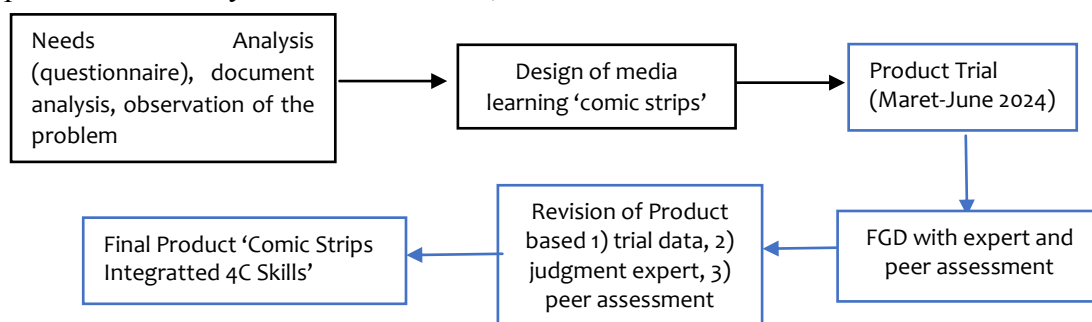 Needs Analysis
(questionnaire), document
analysis, observation of the
problem
Design of media
learning ‘comic strips’
Product Trial
(Maret-June 2024)
FGD with expert and
peer assessment
Revision of Product
based 1) trial data, 2)
judgment expert, 3)
peer assessment
Final Product ‘Comic Strips
Integratted 4C Skills’